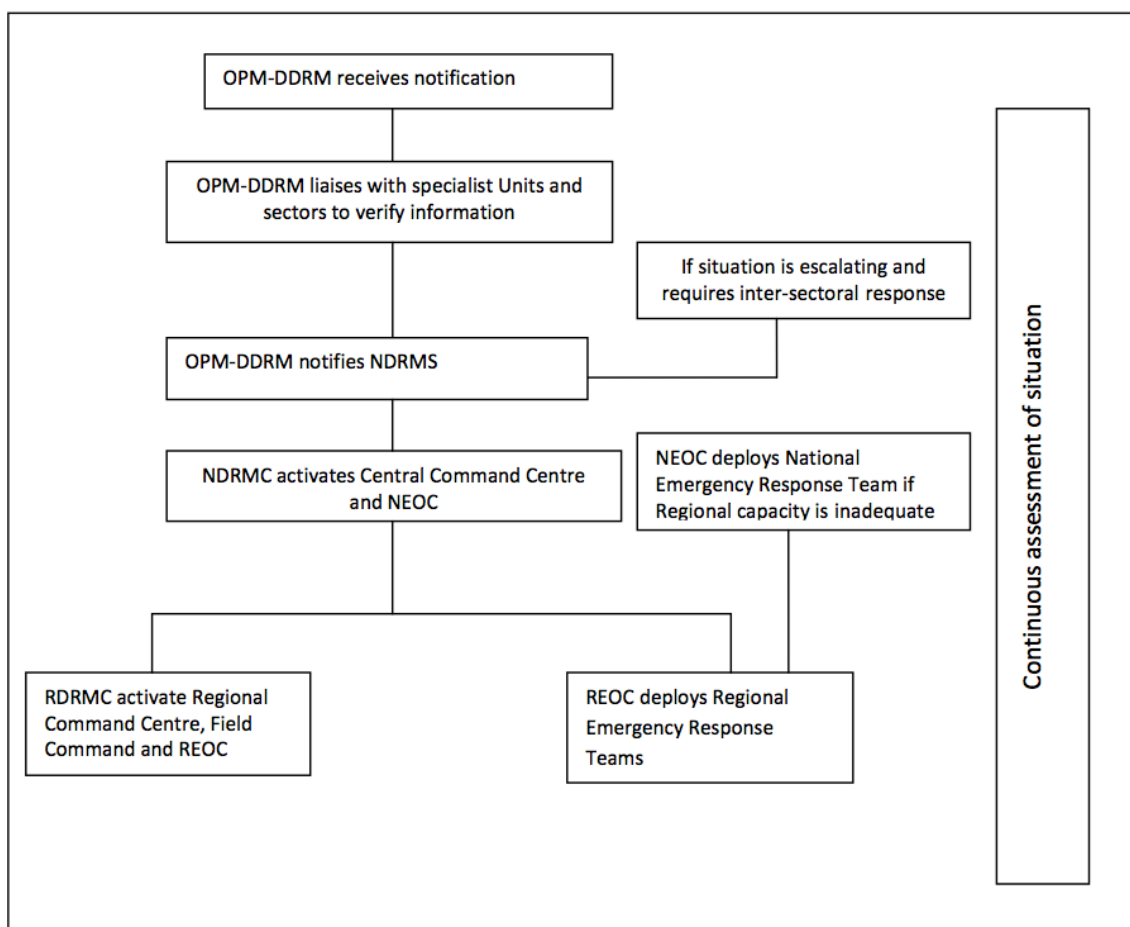 OPM-DDRM receives notification
OPM-DDRM liaises with specialist Units and
sectors to verify information
If situation is escalating and
requires inter-sectoral response
OPM-DDRM notifies NDRMS
NDRMC activates Central Command Centre
and NEOC
NEOC deploys National
Emergency Response Team if
Regional capacity is inadequate
RDRMC activate Regional
Command Centre, Field
Command and REOC
REOC deploys Regional
Emergency Response
Teams
Continuous assessment of situation